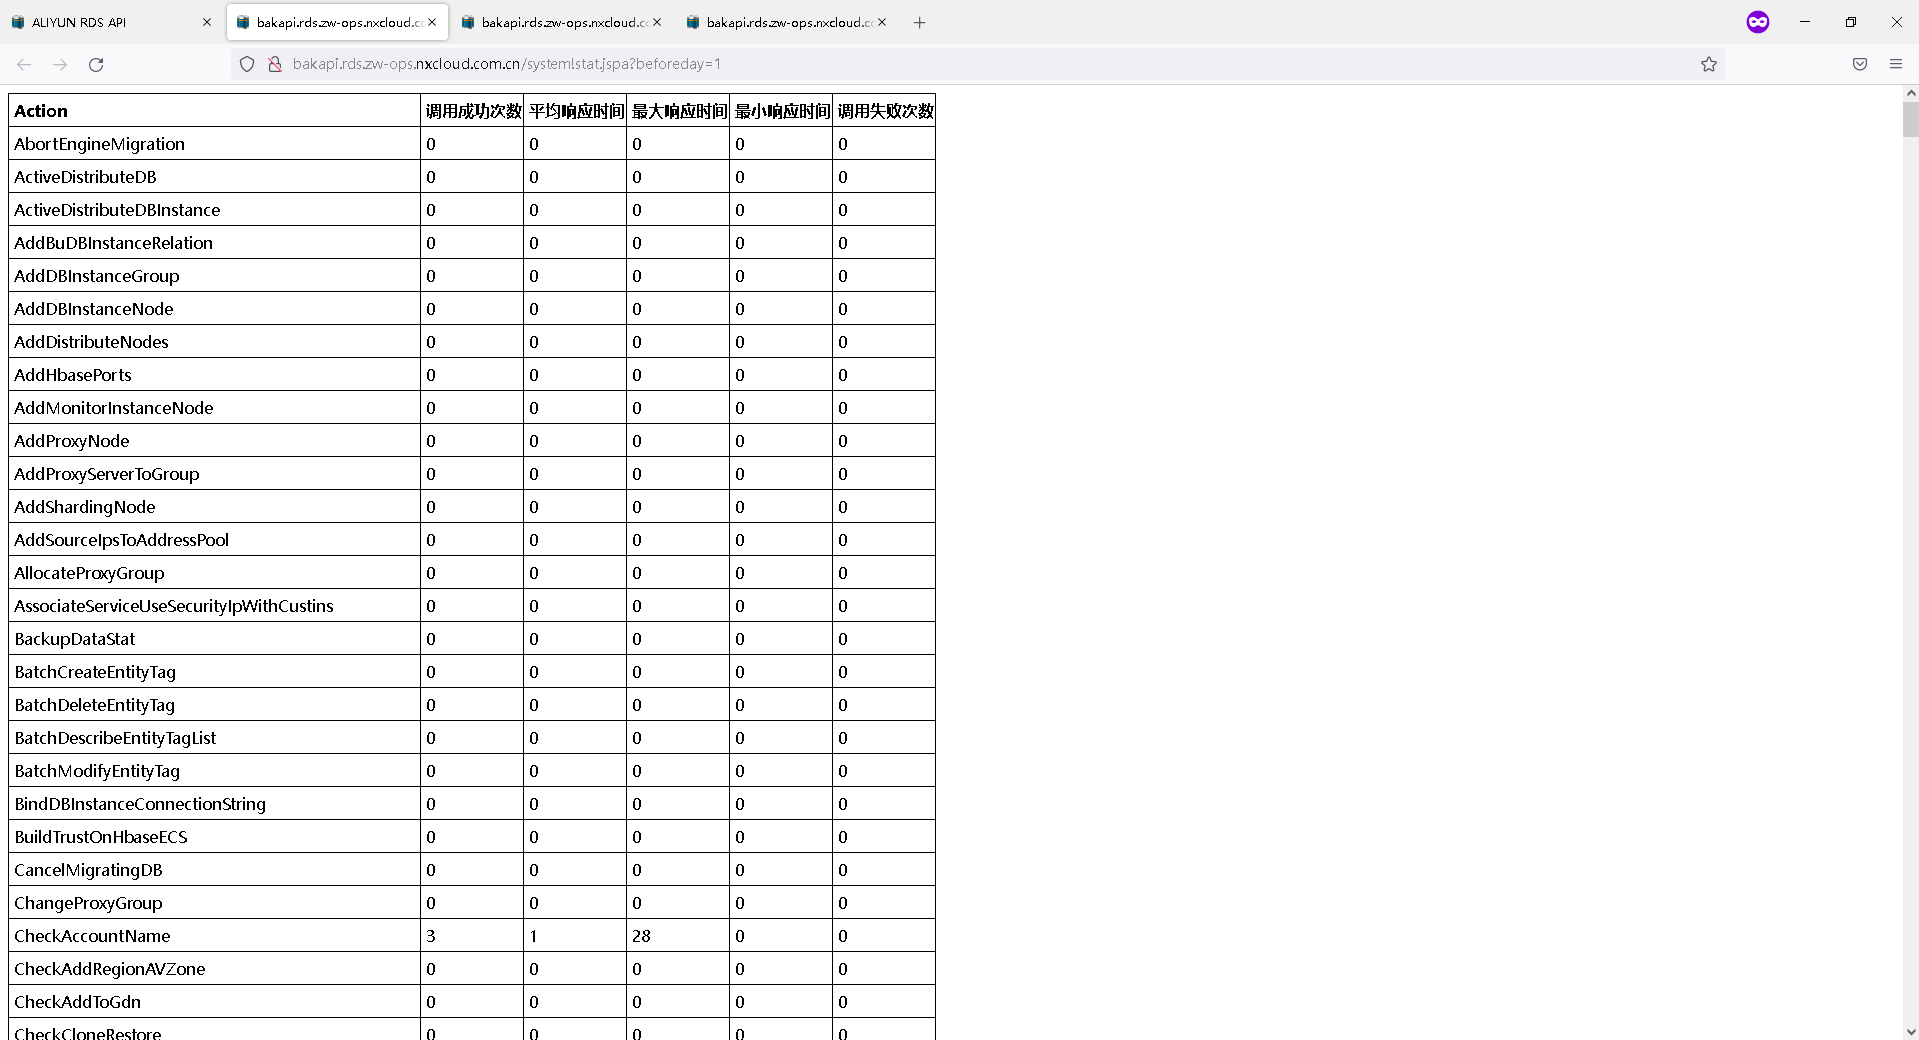 ALIYUN RDS API
bakapi.rds.zw-ops.nxcloud.cc
bakapi.rds.zw-ops.nxcloud.cc
bakapi.rds.zw-ops.nxcloud.cc
bakapi.rds.zw-ops.nxcloud.com.cn/system!stat.jspa?beforeday=1
Action 调用成功次数 平均响应时间 最大响应时间 最小响应时间 调用失败次数
AbortEngineMigration 0 0 0 0 0
ActiveDistributeDB 0 0 0 0 0
ActiveDistributeDBInstance 0 0 0 0 0
AddBuDBInstanceRelation 0 0 0 0 0
AddDBInstanceGroup 0 0 0 0 0
AddDBInstanceNode 0 0 0 0 0
AddDistributeNodes 0 0 0 0 0
AddHbasePorts 0 0 0 0 0
AddMonitorInstanceNode 0 0 0 0 0
AddProxyNode 0 0 0 0 0
AddProxyServerToGroup 0 0 0 0 0
AddShardingNode 0 0 0 0 0
AddSourceIpsToAddressPool 0 0 0 0 0
AllocateProxyGroup 0 0 0 0 0
AssociateServiceUseSecurityIpWithCustins 0 0 0 0 0
BackupDataStat 0 0 0 0 0
BatchCreateEntityTag 0 0 0 0 0
BatchDeleteEntityTag 0 0 0 0 0
BatchDescribeEntityTagList 0 0 0 0 0
BatchModifyEntityTag 0 0 0 0 0
BindDBInstanceConnectionString 0 0 0 0 0
BuildTrustOnHbaseECS 0 0 0 0 0
CancelMigratingDB 0 0 0 0 0
ChangeProxyGroup 0 0 0 0 0
CheckAccountName 3 1 28 0 0
CheckAddRegionAVZone 0 0 0 0 0
CheckAddToGdn 0 0 0 0 0
CheckCloneRestore 0 0 0 0 0